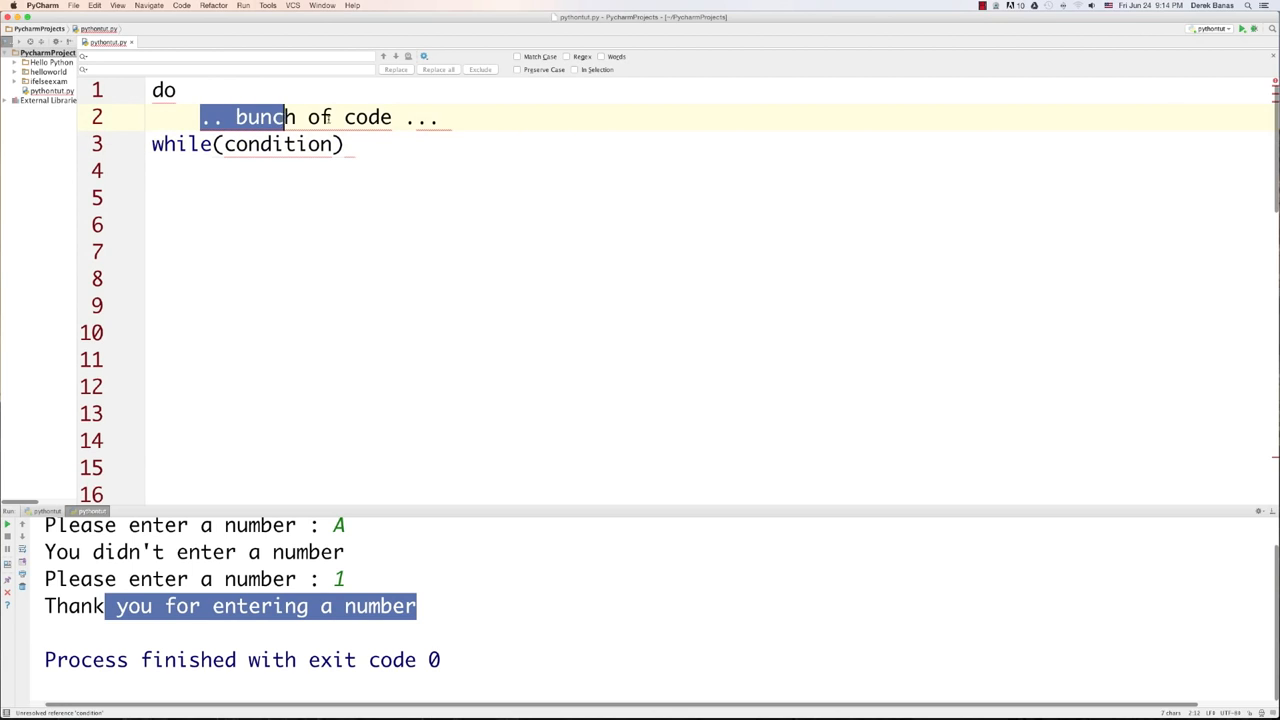 PyCharm File Edit View Navigate Code Refactor Run Tools VCS Window Help 10 Fri Jun 24 9:14 PM Derek Banas
pythontut.py - PycharmProjects - [~/PycharmProjects]
PycharmProjects pythontut.py pythontut
pythontut.py
PycharmProject
Hello Python
helloworld
ifelseexam
pythontut.py
External Librarie
Match Case Regex Words
Replace Replace all Exclude Preserve Case In Selection
1 do
2 .. bunch of code ...
3 while(condition)
4
5
6
7
8
9
10
11
12
13
14
15
16
Run: pythontut pythontut
Please enter a number : A
You didn't enter a number
Please enter a number : 1
Thank you for entering a number
Process finished with exit code 0
Unresolved reference 'condition' 7 chars 2:12 LF UTF-8